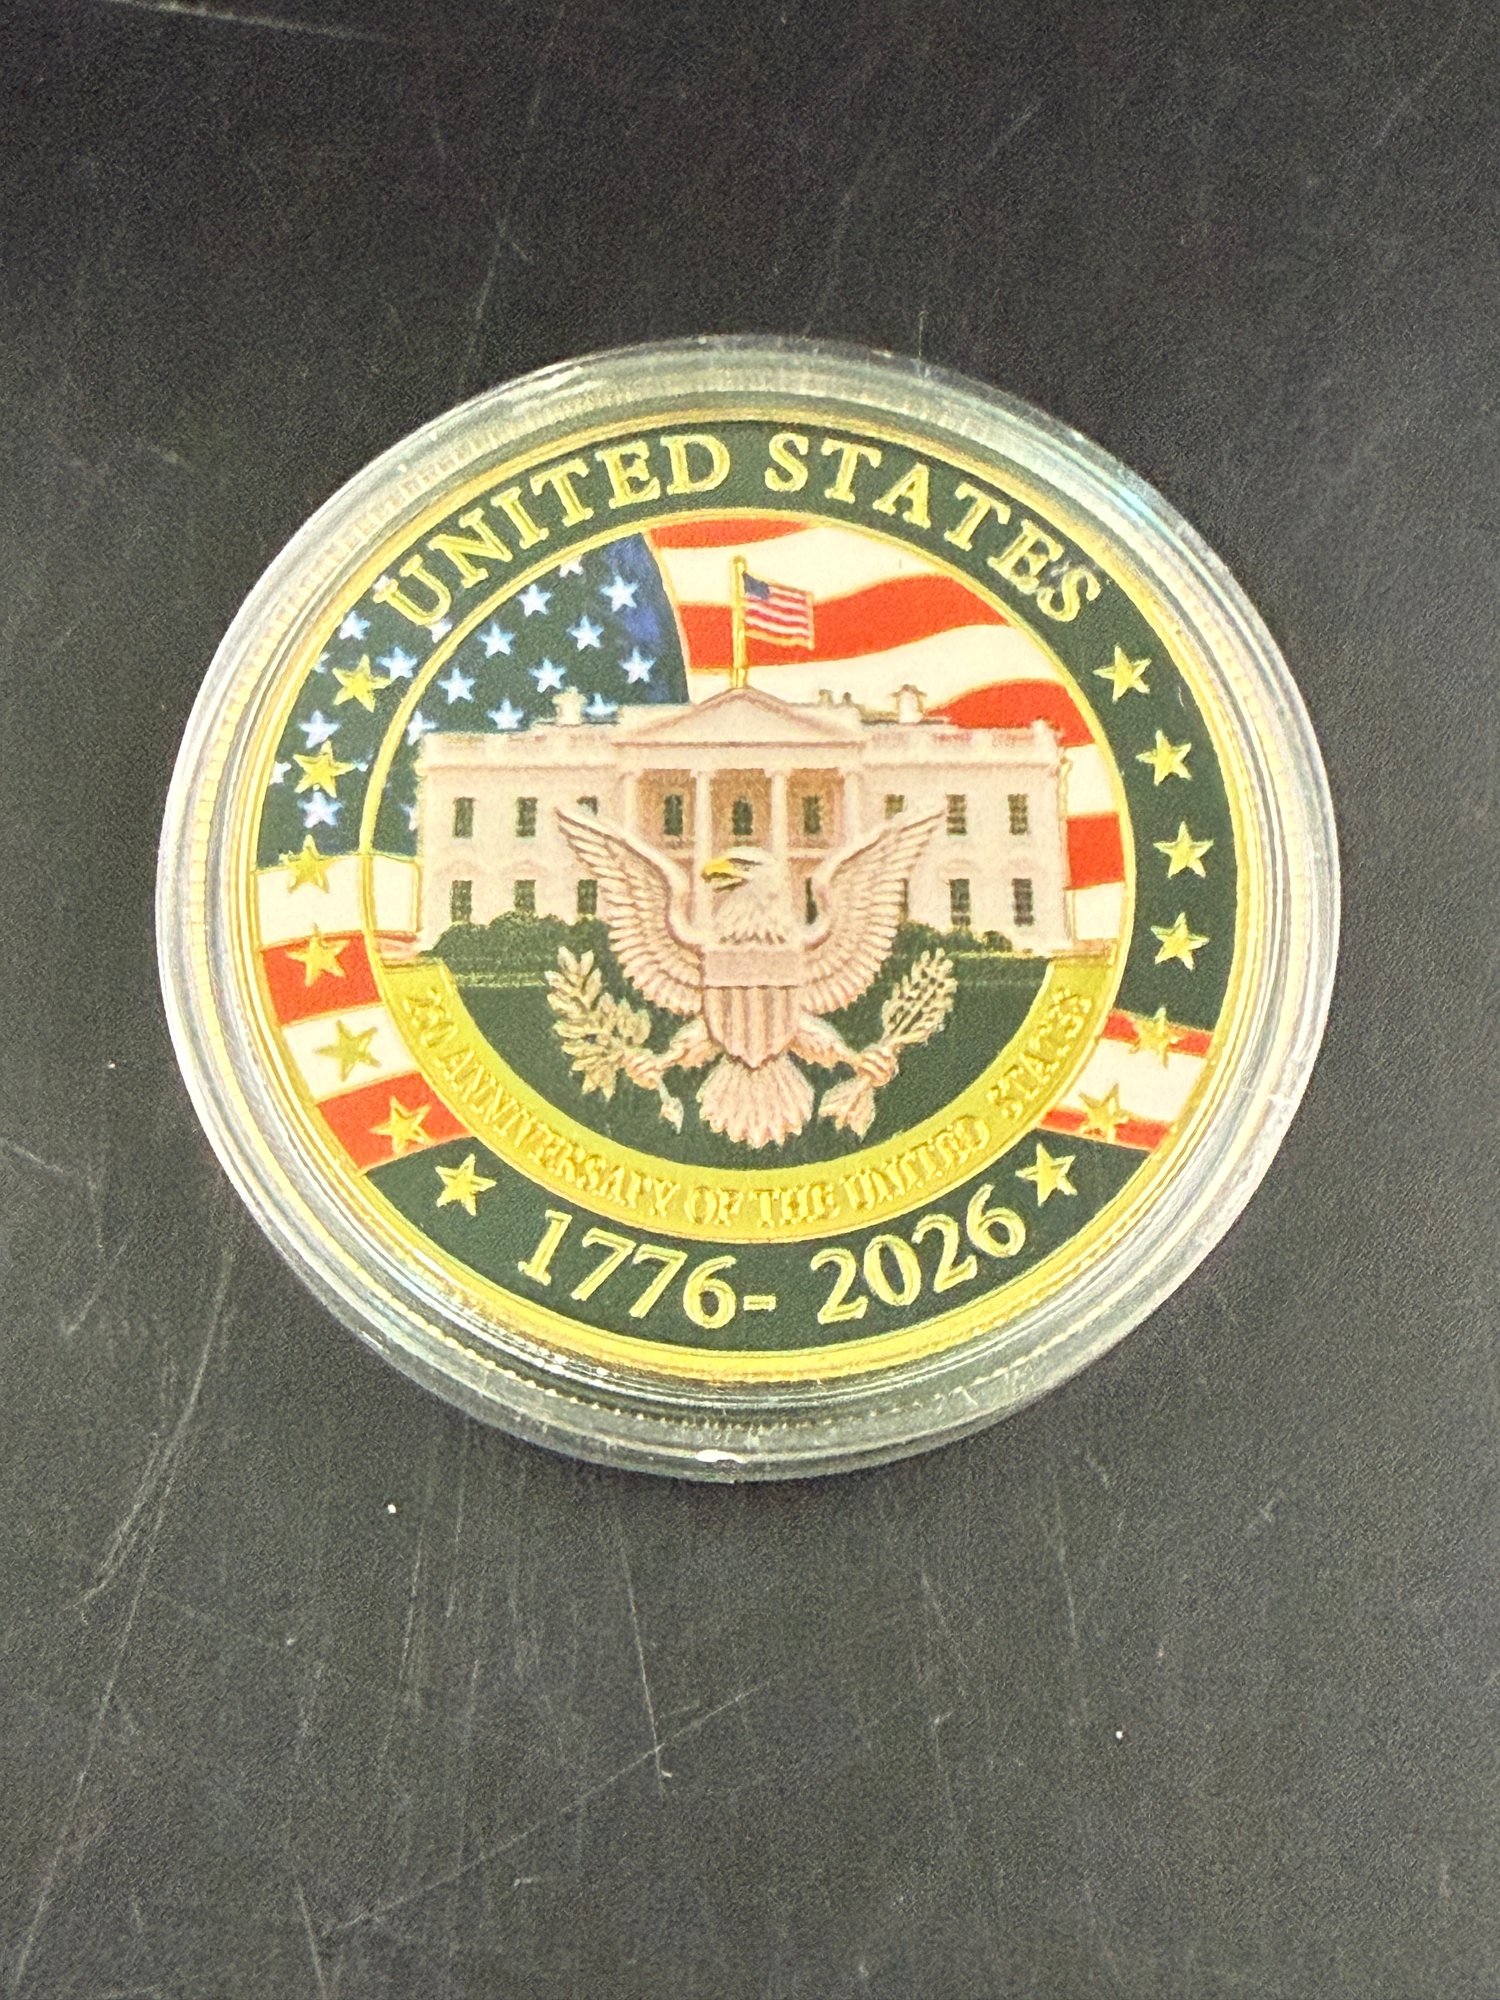 UNITED STATES
ANNIVERSARY OF THE UNITED STATES
1776- 2026